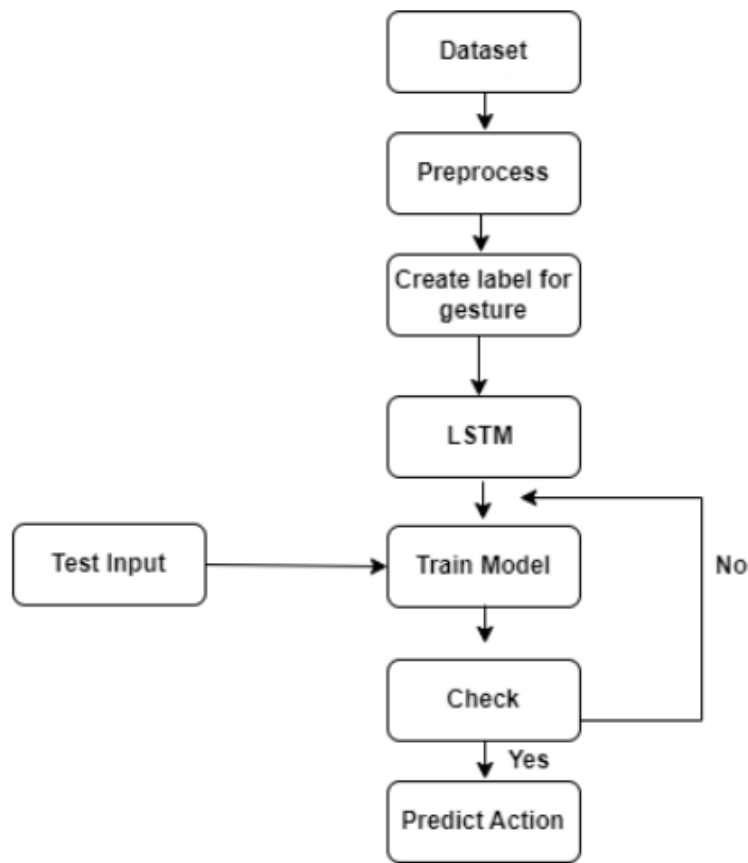 Dataset
Preprocess
Create label for
gesture
LSTM
Test Input
Train Model
No
Check
Yes
Predict Action